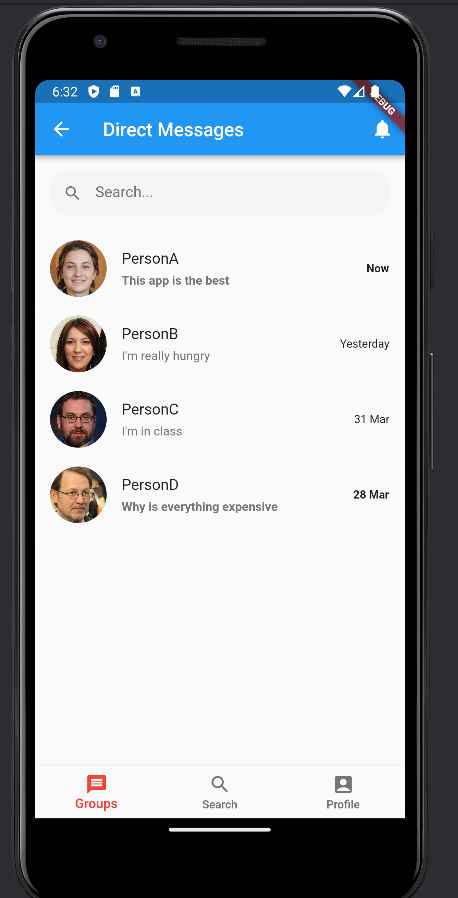 6:32
DEBUG
Direct Messages
Search...
PersonA
This app is the best
Now
PersonB
I'm really hungry
Yesterday
PersonC
I'm in class
31 Mar
PersonD
Why is everything expensive
28 Mar
Groups
Search
Profile